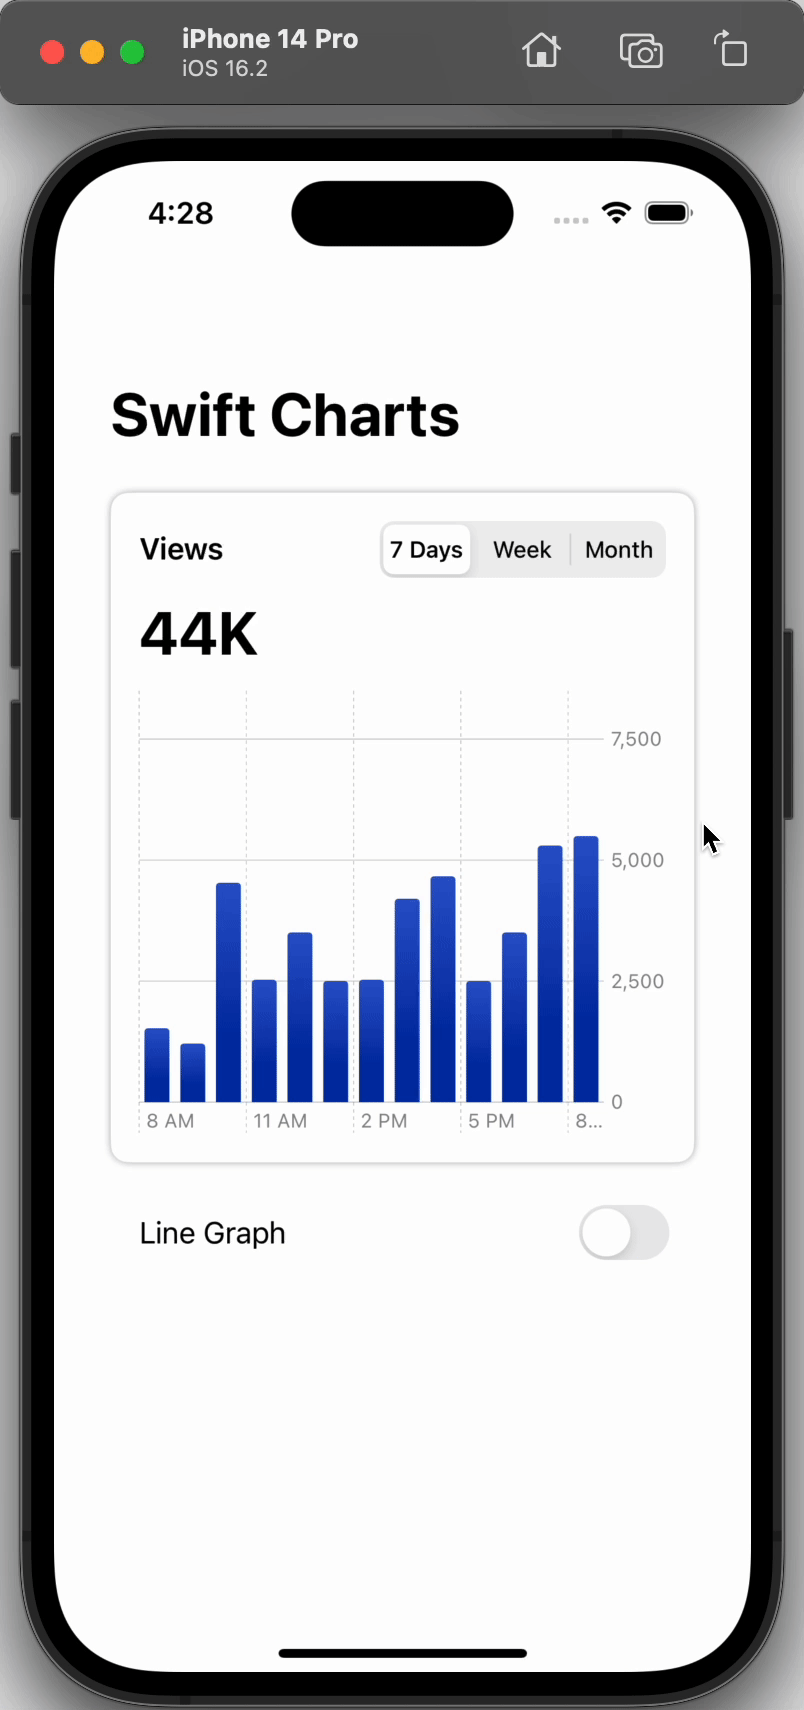 iPhone 14 Pro
iOS 16.2
4:28
Swift Charts
Views 7 Days Week Month
44K
7,500
5,000
2,500
0
8 AM 11 AM 2 PM 5 PM 8...
Line Graph